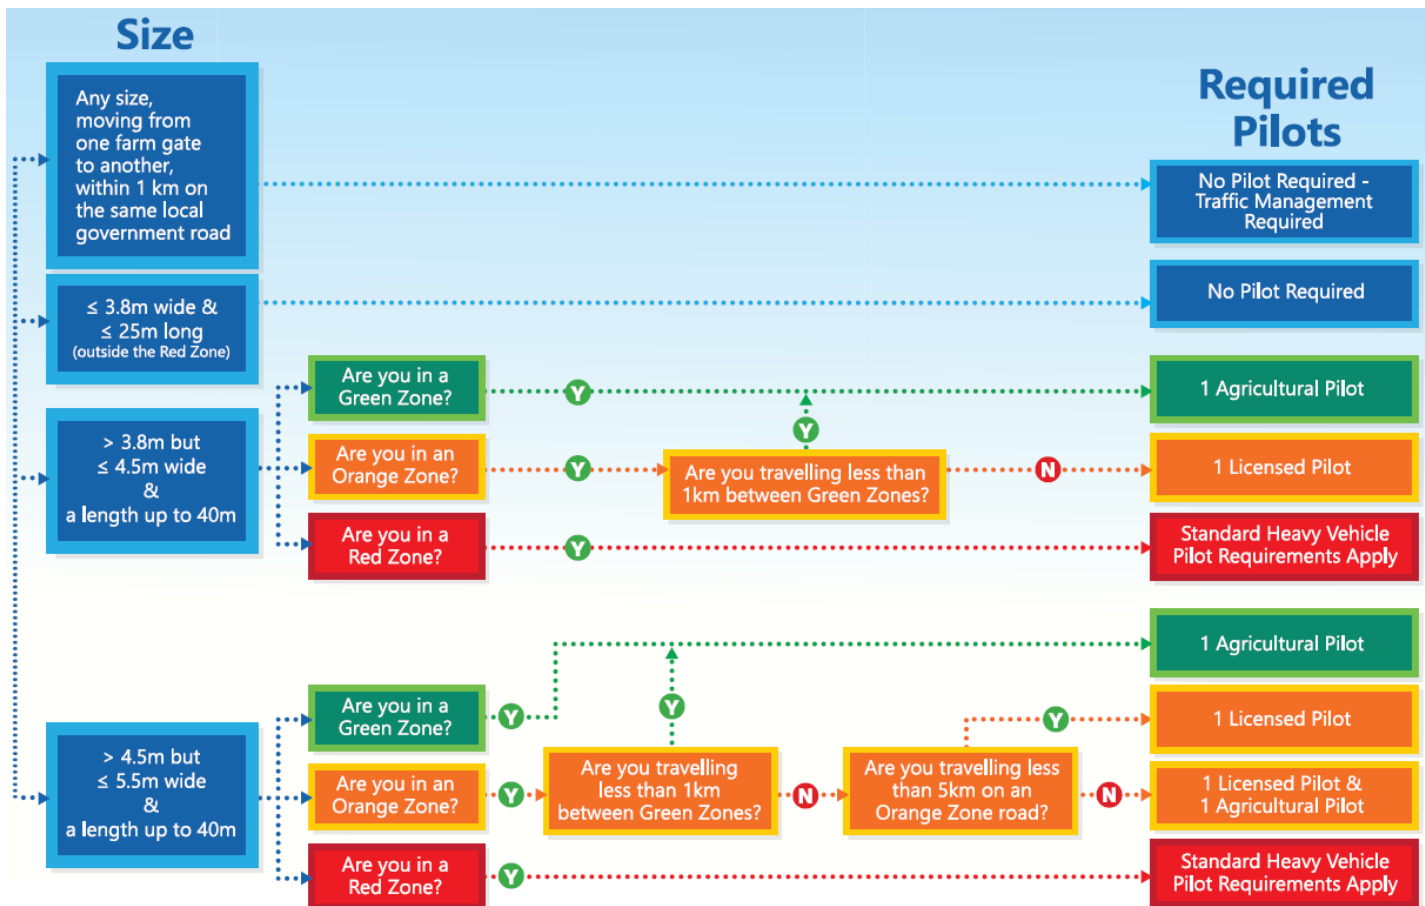 Size
Required
Pilots
Any size,
moving from
one farm gate
to another,
within 1 km on
the same local
government road
No Pilot Required -
Traffic Management
Required
≤ 3.8m wide &
≤ 25m long
(outside the Red Zone)
No Pilot Required
> 3.8m but
≤ 4.5m wide
&
a length up to 40m
Are you in a
Green Zone?
Y
1 Agricultural Pilot
Y
Are you in an
Orange Zone?
Y
Are you travelling less than
1km between Green Zones?
N
1 Licensed Pilot
Are you in a
Red Zone?
Y
Standard Heavy Vehicle
Pilot Requirements Apply
> 4.5m but
≤ 5.5m wide
&
a length up to 40m
Are you in a
Green Zone?
Y
Y
1 Agricultural Pilot
Are you in an
Orange Zone?
Y
Are you travelling
less than 1km
between Green Zones?
N
Are you travelling less
than 5km on an
Orange Zone road?
Y
1 Licensed Pilot
N
1 Licensed Pilot &
1 Agricultural Pilot
Are you in a
Red Zone?
Y
Standard Heavy Vehicle
Pilot Requirements Apply